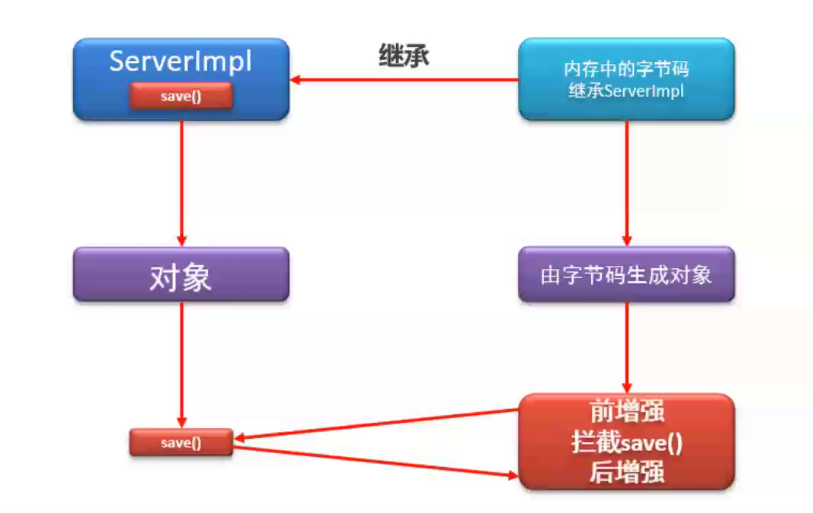 ServerImpl
save()
继承
内存中的字节码
继承ServerImpl
对象
由字节码生成对象
save()
前增强
拦截save()
后增强